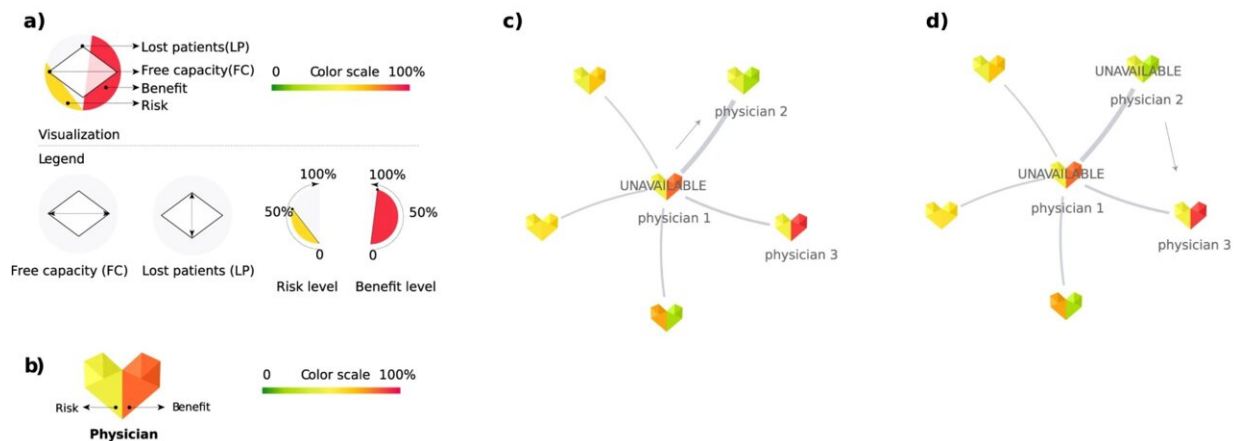 a)
Lost patients(LP)
Free capacity(FC)
Benefit
Risk
0 Color scale 100%
Visualization
Legend
100% 100%
50% 50%
0 0
Free capacity (FC) Lost patients (LP)
Risk level Benefit level
b)
0 Color scale 100%
Risk Benefit
Physician
c)
physician 2
UNAVAILABLE
physician 1
physician 3
d)
UNAVAILABLE
physician 2
UNAVAILABLE
physician 1
physician 3